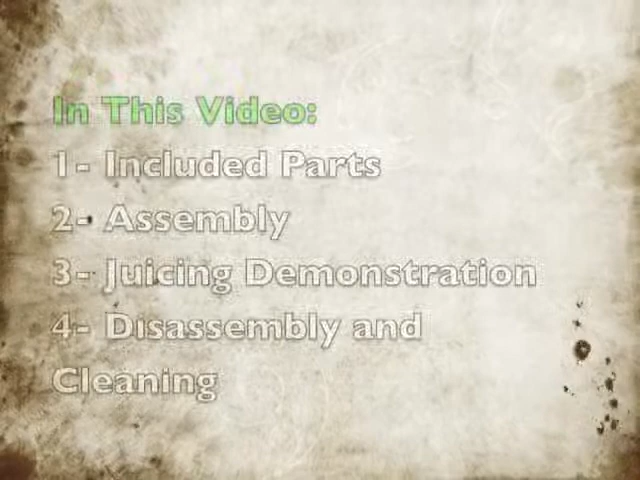 In This Video:
1- Included Parts
2- Assembly
3- Juicing Demonstration
4- Disassembly and
Cleaning